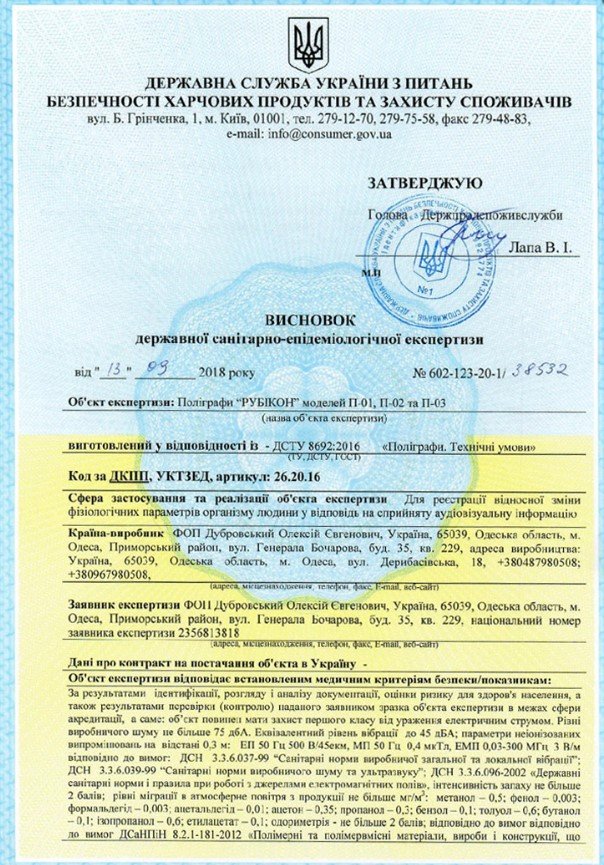 ДЕРЖАВНА СЛУЖБА УКРАЇНИ З ПИТАНЬ
БЕЗПЕЧНОСТІ ХАРЧОВИХ ПРОДУКТІВ ТА ЗАХИСТУ СПОЖИВАЧІВ
вул. Б. Грінченка, 1, м. Київ, 01001, тел. 279-12-70, 279-75-58, факс 279-48-83,
e-mail: info@consumer.gov.ua
ЗАТВЕРДЖУЮ
Голова Держпродспоживслужби
Лапа В. І.
М.П
№1
ВИСНОВОК
державної санітарно-епідеміологічної експертизи
від "13" 09 2018 року № 602-123-20-1/ 38532
Об'єкт експертизи: Поліграфи “РУБІКОН” моделей П-01, П-02 та П-03
(назва об'єкта експертизи)
виготовлений у відповідності із - ДСТУ 8692:2016 «Поліграфи. Технічні умови»
(ТУ, ДСТУ, ГОСТ)
Код за ДКПП, УКТЗЕД, артикул: 26.20.16
Сфера застосування та реалізації об'єкта експертизи Для реєстрації відносної зміни
фізіологічних параметрів організму людини у відповідь на сприйняту аудіовізуальну інформацію
Країна-виробник ФОП Дубровський Олексій Євгенович, Україна, 65039, Одеська область, м.
Одеса, Приморський район, вул. Генерала Бочарова, буд. 35, кв. 229, адреса виробництва:
Україна, 65039, Одеська область, м. Одеса, вул. Дерибасівська, 18, +380487980508;
+380967980508,
(адреса, місцезнаходження, телефон, факс, E-mail, веб-сайт)
Заявник експертизи ФОП Дубровський Олексій Євгенович, Україна, 65039, Одеська область, м.
Одеса, Приморський район, вул. Генерала Бочарова, буд. 35, кв. 229, національний номер
заявника експертизи 2356813818
(адреса, місцезнаходження, телефон, факс, E-mail, веб-сайт)
Дані про контракт на постачання об'єкта в Україну -
Об'єкт експертизи відповідає встановленим медичним критеріям безпеки/показникам:
За результатами ідентифікації, розгляду і аналізу документації, оцінки ризику для здоров'я населення, а
також результатами перевірки (контролю) наданого заявником зразка об'єкта експертизи в межах сфери
акредитації, а саме: об'єкт повинен мати захист першого класу від ураження електричним струмом. Рівні
виробничого шуму не більше 75 дБА. Еквівалентний рівень вібрації до 45 дБА; параметри неіонізованих
випромінювань на відстані 0,3 м: ЕП 50 Гц 500 В/45екм, МП 50 Гц 0,4 мкТл, ЕМП 0,03-300 МГц 3 В/м
відповідно до вимог: ДСН 3.3.6.037-99 “Санітарні норми виробничої загальної та локальної вібрації”;
ДСН 3.3.6.039-99 “Санітарні норми виробничого шуму та ультразвуку”; ДСН 3.3.6.096-2002 «Державні
санітарні норми і правила при роботі з джерелами електромагнітних полів», інтенсивність запаху не більше
2 балів; рівні міграції в атмосферне повітря з продукції не більше мг/м³: метанол – 0,5; фенол – 0,003;
формальдегід – 0,003; ацетальдегід – 0,01; ацетон – 0,35; пропанол – 0,3; бензол – 0,1; толуол – 0,6; бутанол
– 0,1; ізопропанол – 0,6; етилацетат – 0,1; одориметрія - не більше 2 балів; відповідно до вимог відповідно
до вимог ДСаНПіН 8.2.1-181-2012 «Полімерні та полімервмісні матеріали, вироби і конструкції, що